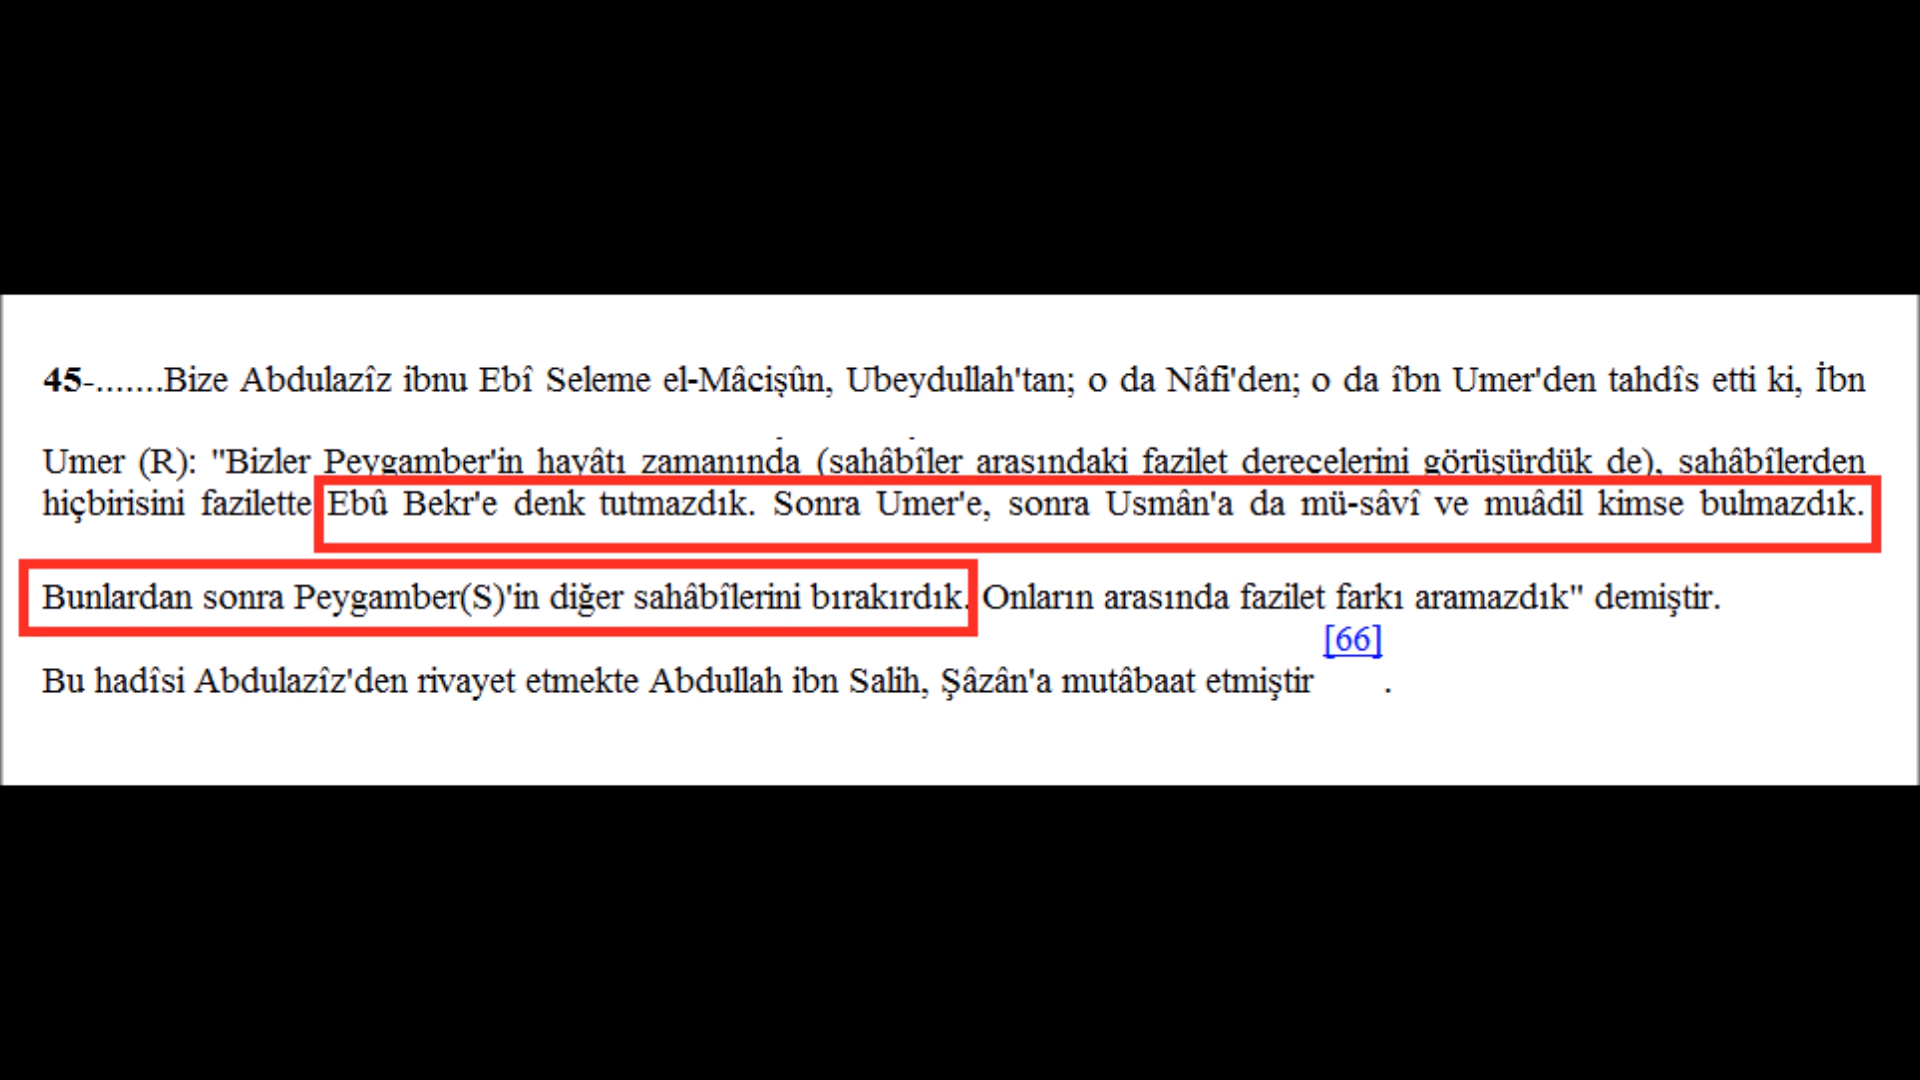 45-.......Bize Abdulazîz ibnu Ebî Seleme el-Mâcişûn, Ubeydullah'tan; o da Nâfi'den; o da îbn Umer'den tahdîs etti ki, İbn
Umer (R): "Bizler Peygamber'in hayâtı zamanında (sahâbîler arasındaki fazilet derecelerini görüşürdük de), sahâbîlerden
hiçbirisini fazilette Ebû Bekr'e denk tutmazdık. Sonra Umer'e, sonra Usmân'a da mü-sâvî ve muâdil kimse bulmazdık.
Bunlardan sonra Peygamber(S)'in diğer sahâbîlerini bırakırdık. Onların arasında fazilet farkı aramazdık" demiştir.
Bu hadîsi Abdulazîz'den rivayet etmekte Abdullah ibn Salih, Şâzân'a mutâbaat etmiştir [66].